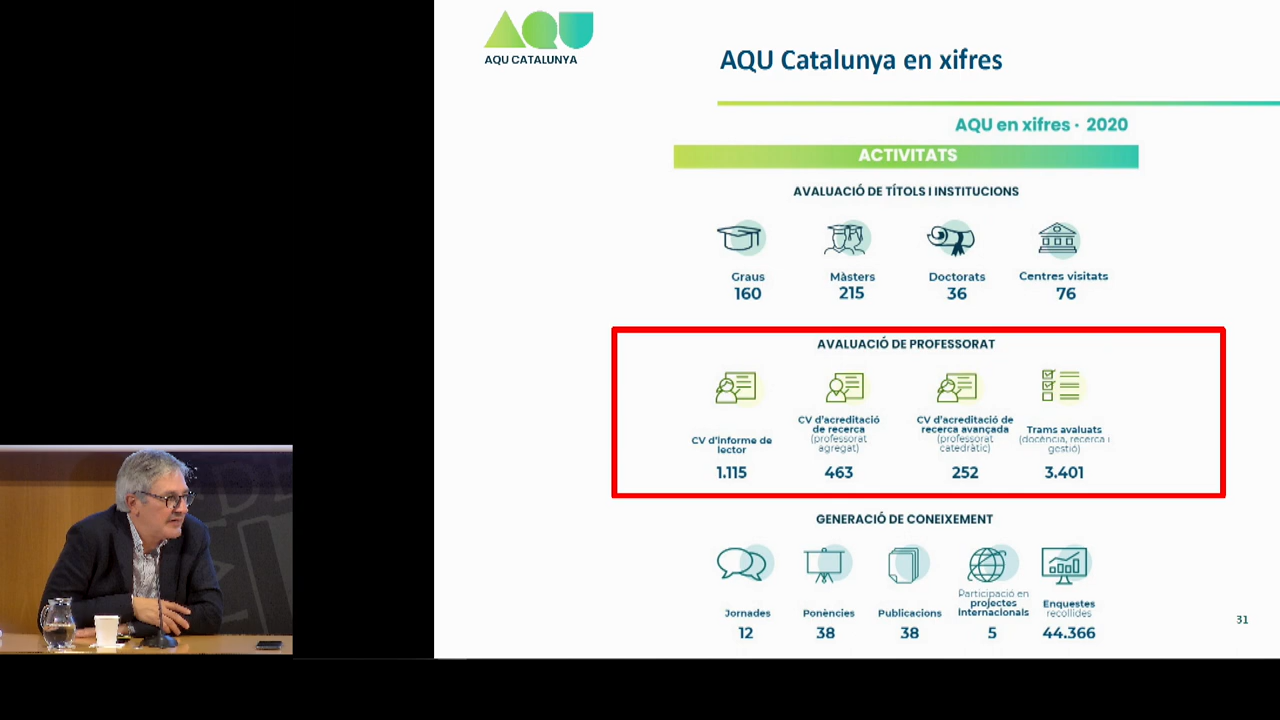 AQU
AQU CATALUNYA
AQU Catalunya en xifres
AQU en xifres · 2020
ACTIVITATS
AVALUACIÓ DE TÍTOLS I INSTITUCIONS
Graus
160
Màsters
215
Doctorats
36
Centres visitats
76
AVALUACIÓ DE PROFESSORAT
CV d'informe de
lector
1.115
CV d'acreditació
de recerca
(professorat
agregat)
463
CV d'acreditació de
recerca avançada
(professorat
catedràtic)
252
Trams avaluats
(docència, recerca i
gestió)
3.401
GENERACIÓ DE CONEIXEMENT
Jornades
12
Ponències
38
Publicacions
38
Participació en
projectes
internacionals
5
Enquestes
recollides
44.366
31